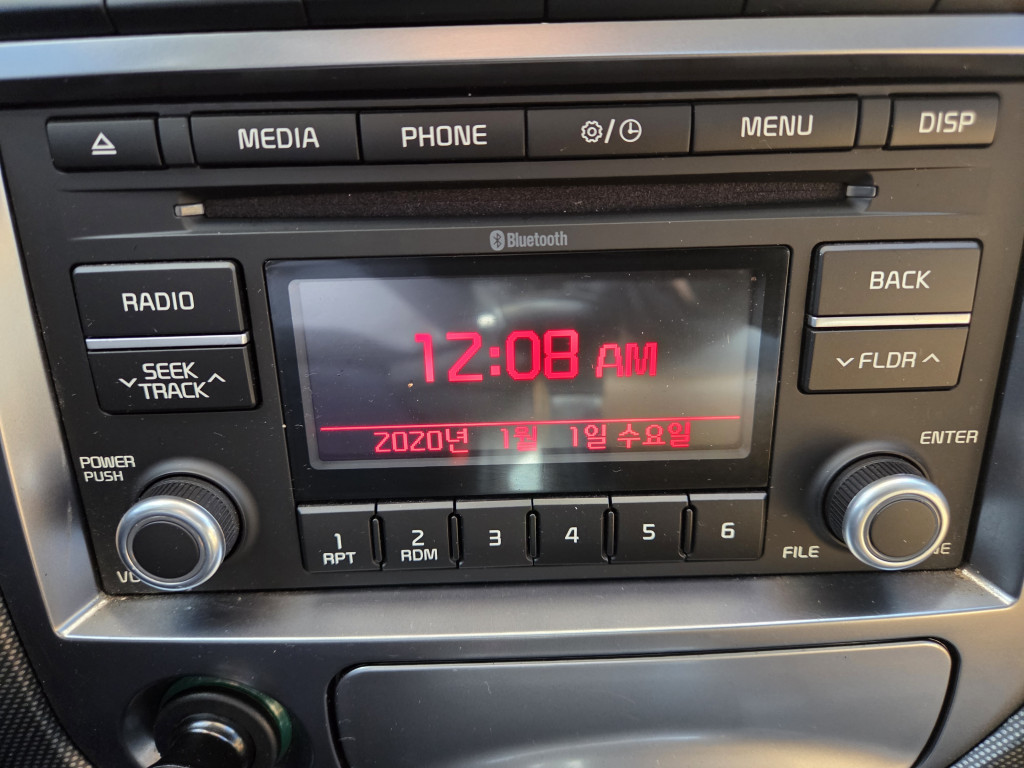 MEDIA PHONE / MENU DISP
Bluetooth
RADIO BACK
SEEK TRACK FLDR
12:08 AM
2020년 1월 1일 수요일
POWER PUSH ENTER
1 RPT 2 RDM 3 4 5 6
FILE